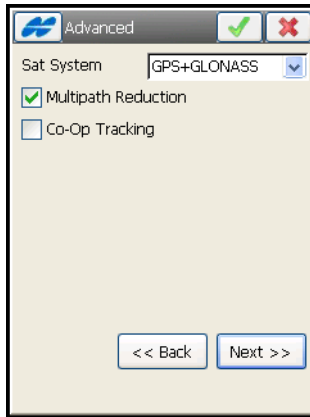 Advanced
Sat System GPS+GLONASS
Multipath Reduction
Co-Op Tracking
<< Back Next >>